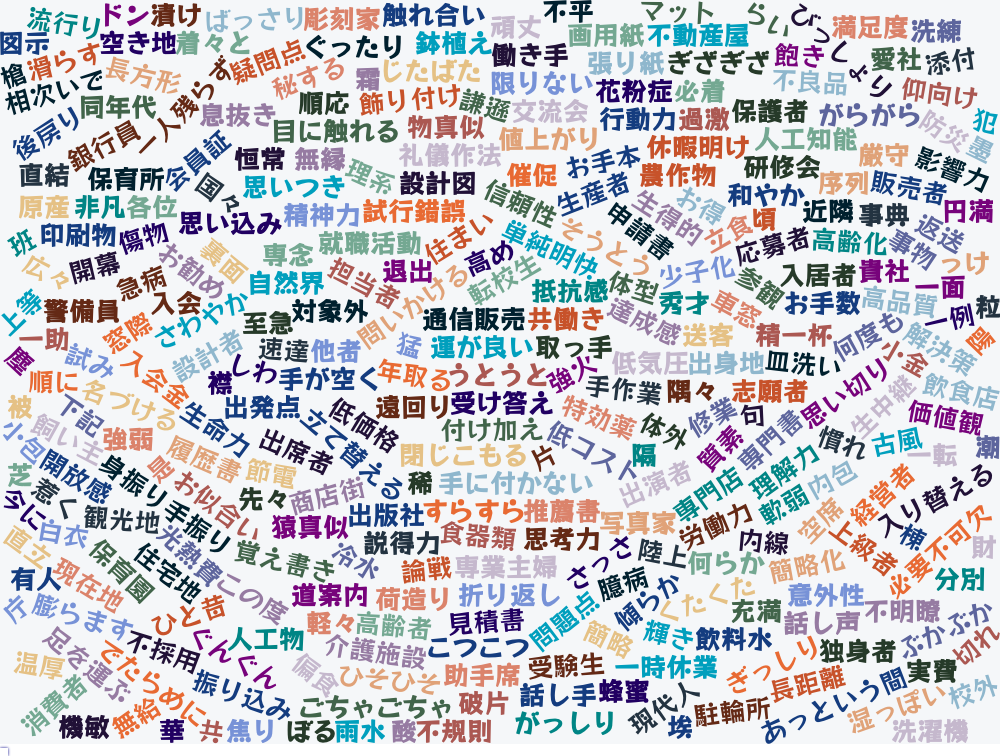 流行り
ドン
漬け
ばっさり
彫刻家
触れ合い
頑丈
不平
マット
らい
びっしょり
満足度
洗練
図示
空き地
着々と
疑問点
ぐったり
鉢植え
働き手
画用紙
不動産屋
飽き
愛社
添付
槍
滑らす
長方形
一人残らず
秘する
霜
じたばた
限りない
張り紙
ぎざぎざ
不良品
仰向け
相次いで
同年代
息抜き
順応
飾り付け
謙遜
交流会
花粉症
必着
保護者
がらがら
防災
犯
後戻り
銀行員
目に触れる
物真似
値上がり
行動力
過激
休暇明け
人工知能
厳守
影響力
墨
直結
保育所
会員証
恒常
無縁
理系
礼儀作法
設計図
催促
お手本
農作物
研修会
序列
販売者
原産
非凡
各位
国々
思いつき
精神力
試行錯誤
信頼性
生産者
生得的
お得
和やか
近隣
事典
円満
班
印刷物
傷物
思い込み
就職活動
住まい
単純明快
そうとう
申請書
立食
頃
応募者
高齢化
事物
返送
広々
開幕
急病
お勧め
裏面
専念
自然界
担当者
退出
問いかける
高め
転校生
抵抗感
体型
少子化
参観
入居者
貴社
一面
つけ
上等
警備員
入会
さわやか
至急
対象外
通信販売
共働き
達成感
秀才
車窓
お手数
高品質
一例
粒
一助
窓際
設計者
速達
他者
猛
運が良い
取っ手
低気圧
送客
出身地
精一杯
皿洗い
何度も
解決策
陽
塵
試み
順に
入会金
襟
しわ
手が空く
年取る
うとうと
強火
手作業
隅々
志願者
思い切り
小金
飲食店
被
名づける
生命力
出発点
立て替える
低価格
遠回り
受け答え
付け加え
特効薬
体外
修業
句
専門書
生中継
価値観
小包
下記
飼い主
強弱
履歴書
節電
出席者
閉じこもる
片
低コスト
隔
質素
慣れ
古風
一転
潮
芝
惹く
開放感
身振り手振り
喉
お似合い
先々
商店街
稀
手に付かない
出演者
専門店
理解力
軟弱
内包
空席
経営者
入り替える
今に
白衣
観光地
光熱費
猿真似
出版社
すらすら
推薦書
写真家
労働力
上級者
棟
不可欠
直立
保育園
住宅地
覚え書き
冷水
説得力
食器類
思考力
さっさ
陸上
内線
何らか
簡略化
必要
財
有人
現在地
この度
道案内
論戦
専業主婦
荷造り
折り返し
臆病
傾らか
くたくた
意外性
分別
膨らます
ひと昔
軽々
高齢者
見積書
問題点
簡略
輝き
充満
話し声
不明瞭
足を運ぶ
不採用
ぐんぐん
人工物
介護施設
こつこつ
飲料水
独身者
ぶかぶか
切れ
温厚
でたらめに
振り込み
偏食
ひそひそ
助手席
受験生
一時休業
ぎっしり
長距離
実費
校外
消費者
無給
ごちゃごちゃ
破片
話し手
蜂蜜
現代人
駐輪所
あっという間
湿っぽい
機敏
華
共
焦り
ぼる
雨水
酸
不規則
がっしり
埃
洗濯機